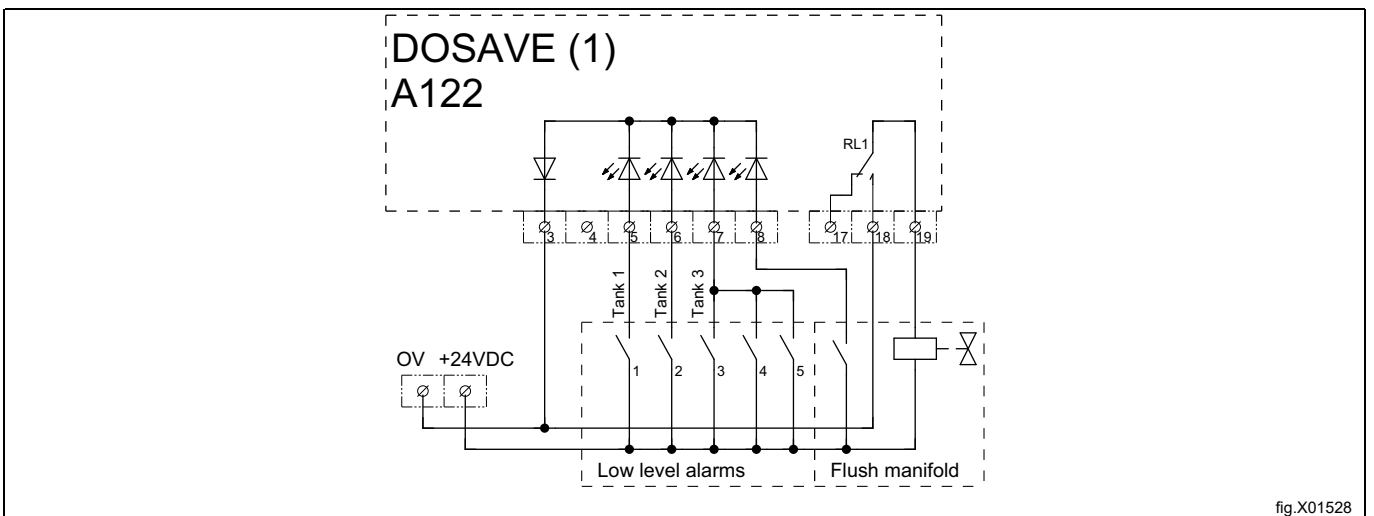 DOSAVE (1)
A122
RL1
3 4 5 6 7 8 17 18 19
Tank 1
Tank 2
Tank 3
OV +24VDC
1 2 3 4 5
Low level alarms
Flush manifold
fig.X01528